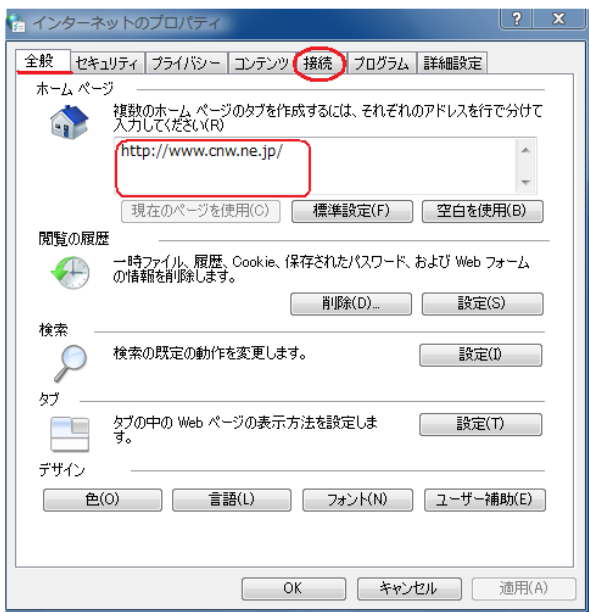 インターネットのプロパティ
? X
全般 セキュリティ プライバシー コンテンツ 接続 プログラム 詳細設定
ホーム ページ
複数のホーム ページのタブを作成するには、それぞれのアドレスを行で分けて
入力してください(R)
http://www.cnw.ne.jp/
現在のページを使用(C) 標準設定(F) 空白を使用(B)
閲覧の履歴
一時ファイル、履歴、Cookie、保存されたパスワード、および Web フォーム
の情報を削除します。
削除(D)... 設定(S)
検索
検索の既定の動作を変更します。
設定(I)
タブ
タブの中の Web ページの表示方法を設定しま
す。
設定(T)
デザイン
色(O) 言語(L) フォント(N) ユーザー補助(E)
OK キャンセル 適用(A)